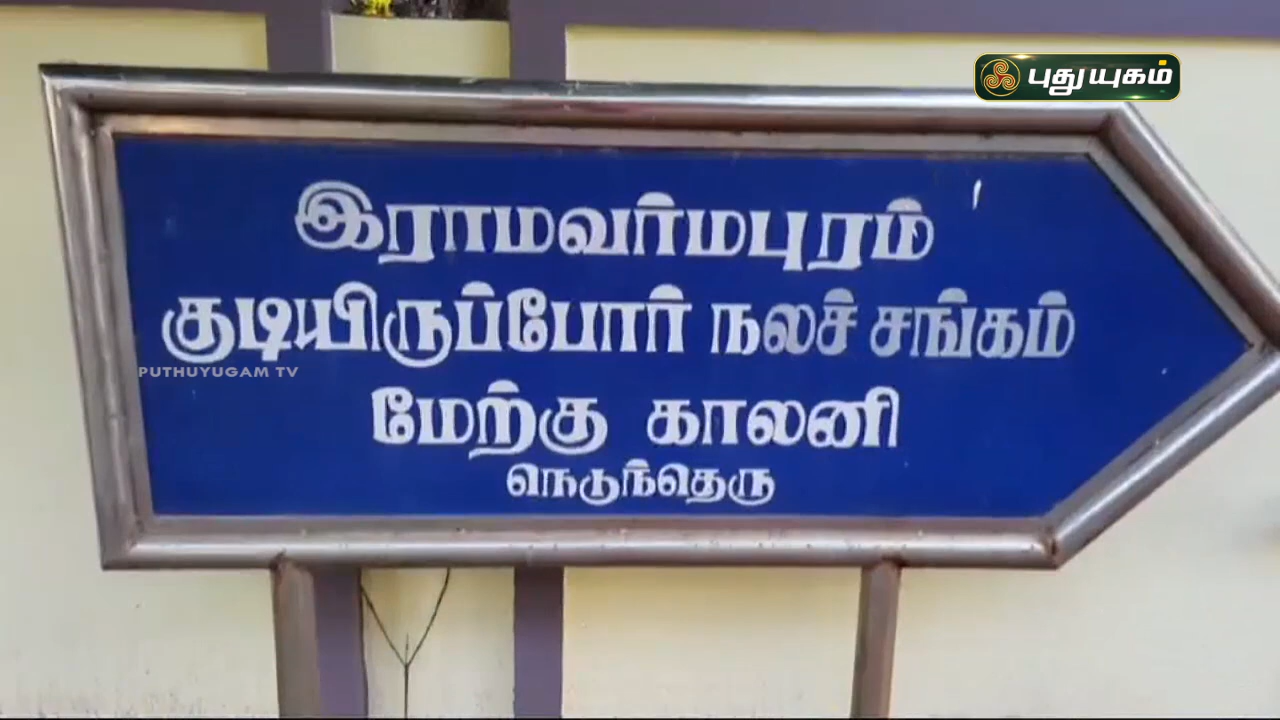 புதுயுகம்
இராமவர்மபுரம்
குடியிருப்போர் நலச் சங்கம்
PUTHUYUGAM TV
மேற்கு காலனி
நெடுந்தெரு